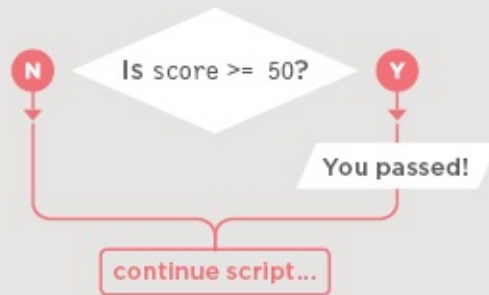 N
Is score >= 50?
Y
You passed!
continue script...